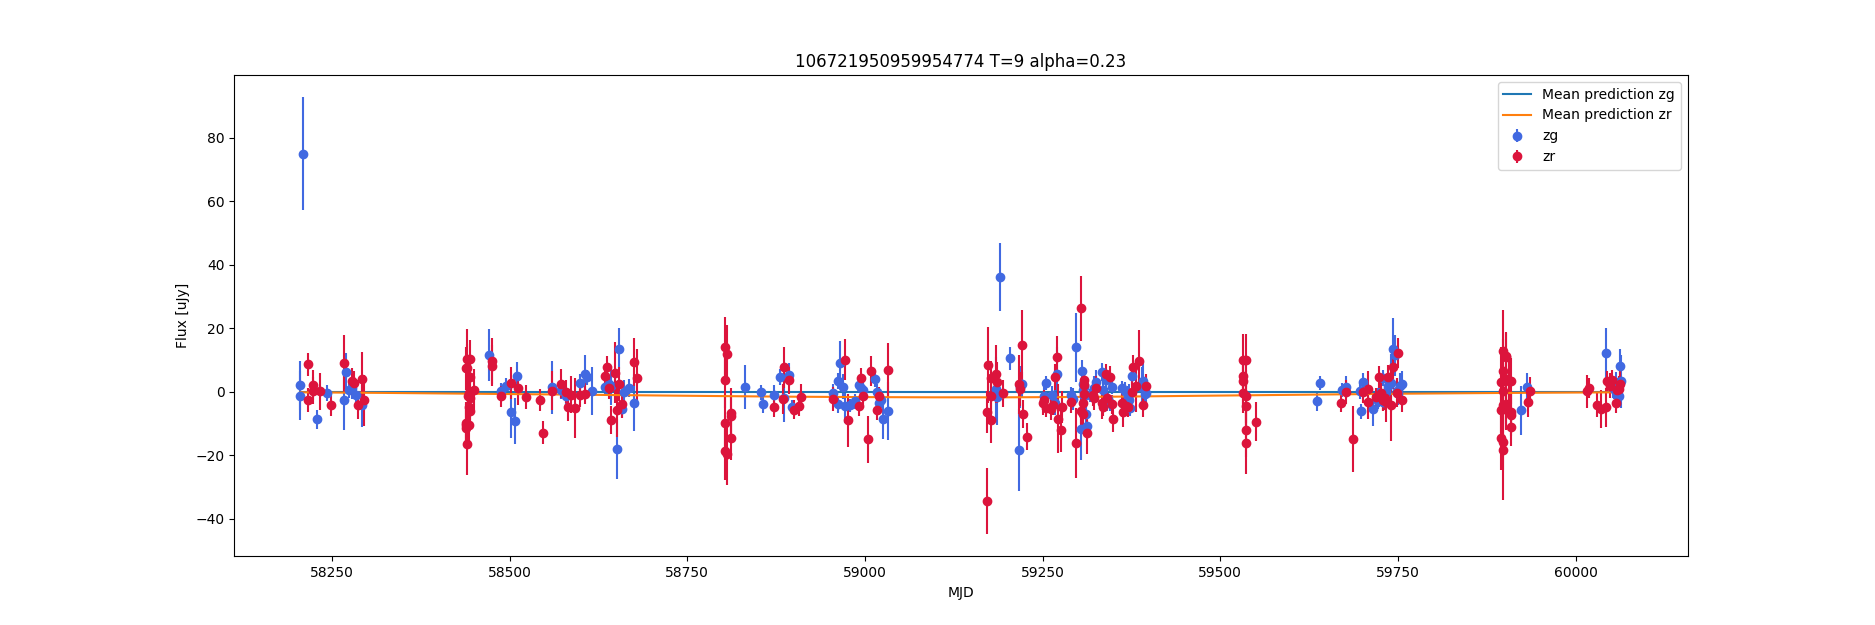 106721950959954774 T=9 alpha=0.23
Mean prediction zg
Mean prediction zr
zg
zr
Flux [uJy]
80
60
40
20
0
−20
−40
58250 58500 58750 59000 59250 59500 59750 60000
MJD